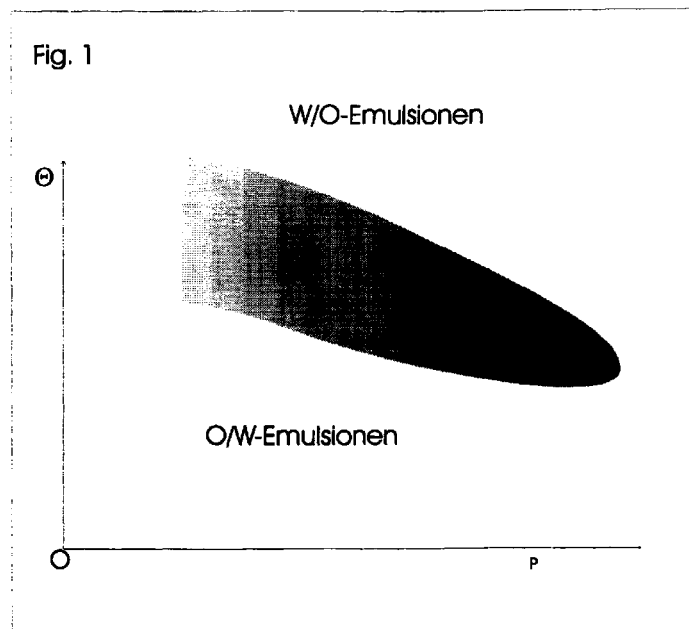 Fig. 1
W/O-Emulsionen
Θ
O/W-Emulsionen
O
P